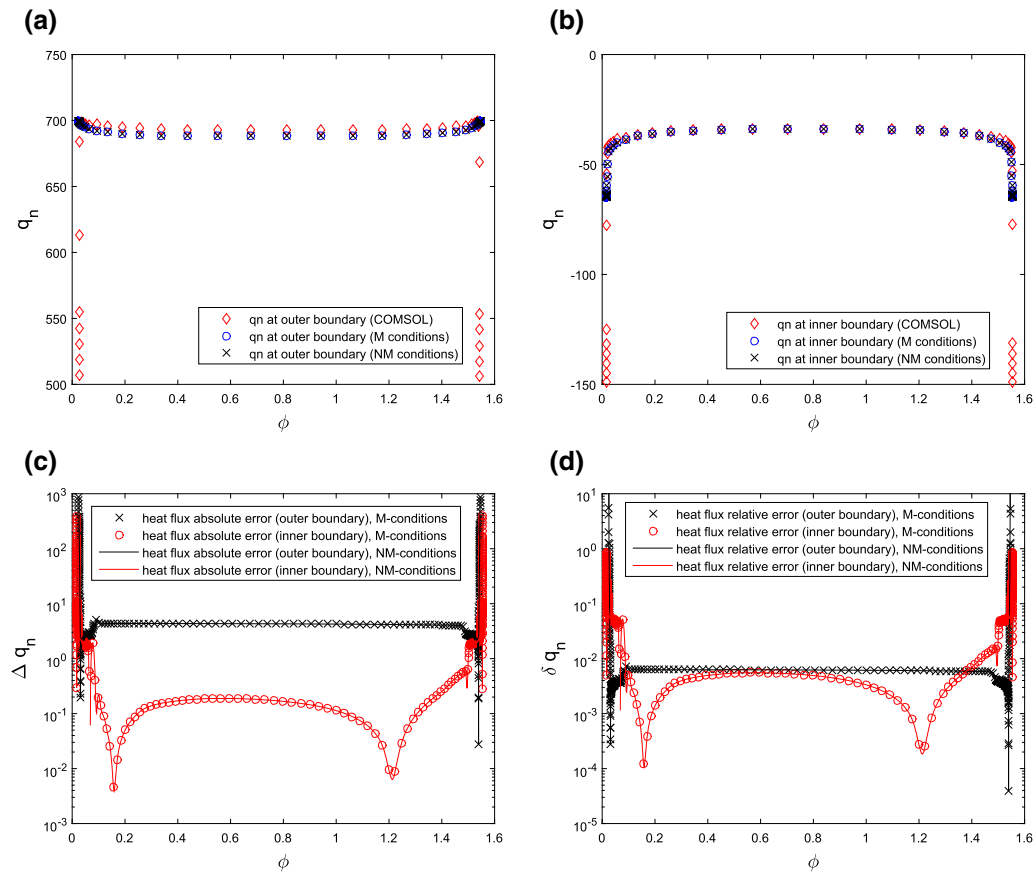 (a)
750
700
650
600
550
500
q_n
qn at outer boundary (COMSOL)
qn at outer boundary (M conditions)
qn at outer boundary (NM conditions)
0 0.2 0.4 0.6 0.8 1 1.2 1.4 1.6
ϕ
(b)
0
-50
-100
-150
q_n
qn at inner boundary (COMSOL)
qn at inner boundary (M conditions)
qn at inner boundary (NM conditions)
0 0.2 0.4 0.6 0.8 1 1.2 1.4 1.6
ϕ
(c)
10^3
10^2
10^1
10^0
10^-1
10^-2
10^-3
Δ q_n
heat flux absolute error (outer boundary), M-conditions
heat flux absolute error (inner boundary), M-conditions
heat flux absolute error (outer boundary), NM-conditions
heat flux absolute error (inner boundary), NM-conditions
0 0.2 0.4 0.6 0.8 1 1.2 1.4 1.6
ϕ
(d)
10^1
10^0
10^-1
10^-2
10^-3
10^-4
10^-5
δ q_n
heat flux relative error (outer boundary), M-conditions
heat flux relative error (inner boundary), M-conditions
heat flux relative error (outer boundary), NM-conditions
heat flux relative error (inner boundary), NM-conditions
0 0.2 0.4 0.6 0.8 1 1.2 1.4 1.6
ϕ